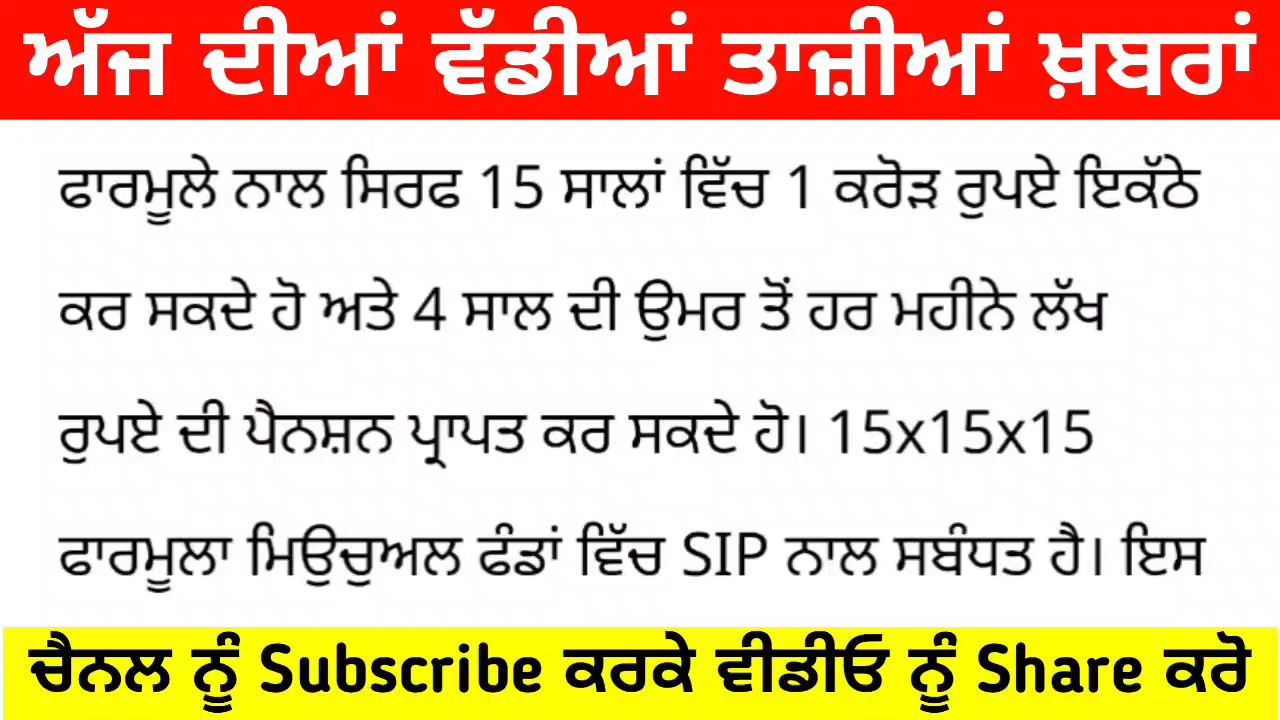 ਅੱਜ ਦੀਆਂ ਵੱਡੀਆਂ ਤਾਜ਼ੀਆਂ ਖ਼ਬਰਾਂ
ਫਾਰਮੂਲੇ ਨਾਲ ਸਿਰਫ 15 ਸਾਲਾਂ ਵਿੱਚ 1 ਕਰੋੜ ਰੁਪਏ ਇਕੱਠੇ
ਕਰ ਸਕਦੇ ਹੋ ਅਤੇ 4 ਸਾਲ ਦੀ ਉਮਰ ਤੋਂ ਹਰ ਮਹੀਨੇ ਲੱਖ
ਰੁਪਏ ਦੀ ਪੈਨਸ਼ਨ ਪ੍ਰਾਪਤ ਕਰ ਸਕਦੇ ਹੋ। 15x15x15
ਫਾਰਮੂਲਾ ਮਿਉਚੁਅਲ ਫੰਡਾਂ ਵਿੱਚ SIP ਨਾਲ ਸਬੰਧਤ ਹੈ। ਇਸ
ਚੈਨਲ ਨੂੰ Subscribe ਕਰਕੇ ਵੀਡੀਓ ਨੂੰ Share ਕਰੋ